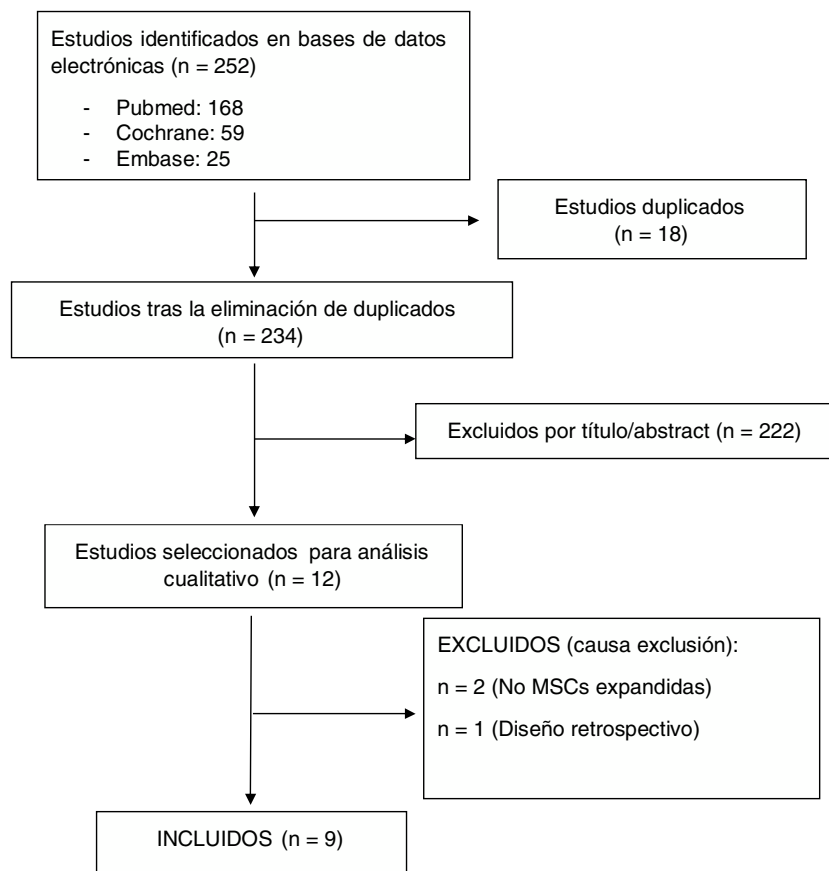 Estudios identificados en bases de datos
electrónicas (n = 252)
- Pubmed: 168
- Cochrane: 59
- Embase: 25
Estudios duplicados
(n = 18)
Estudios tras la eliminación de duplicados
(n = 234)
Excluidos por título/abstract (n = 222)
Estudios seleccionados para análisis
cualitativo (n = 12)
EXCLUIDOS (causa exclusión):
n = 2 (No MSCs expandidas)
n = 1 (Diseño retrospectivo)
INCLUIDOS (n = 9)